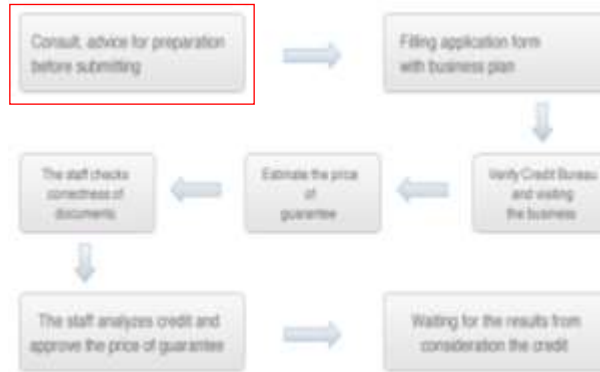 Consult, advice for preparation
before submitting
Filling application form
with business plan
Verify Credit Bureau
and visiting
the business
Estimate the price
of
guarantee
The staff checks
correctness of
documents
The staff analyzes credit and
approve the price of guarantee
Waiting for the results from
consideration the credit